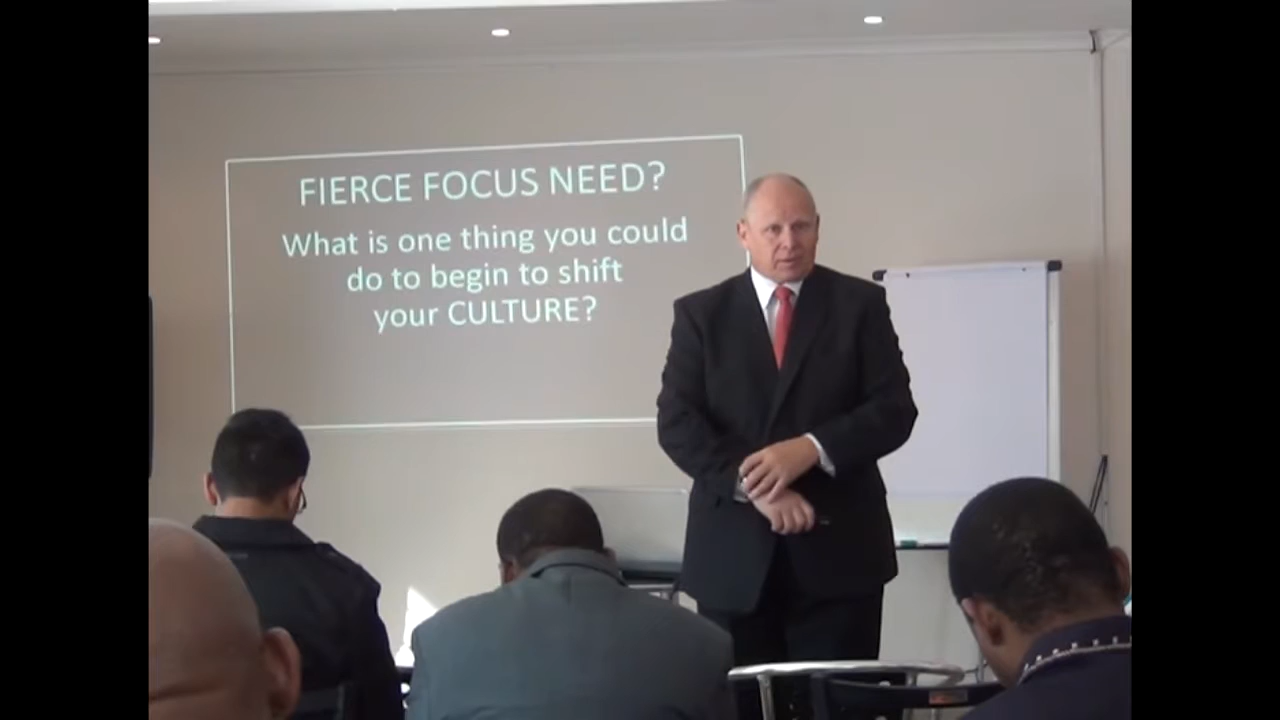 FIERCE FOCUS NEED?
What is one thing you could
do to begin to shift
your CULTURE?